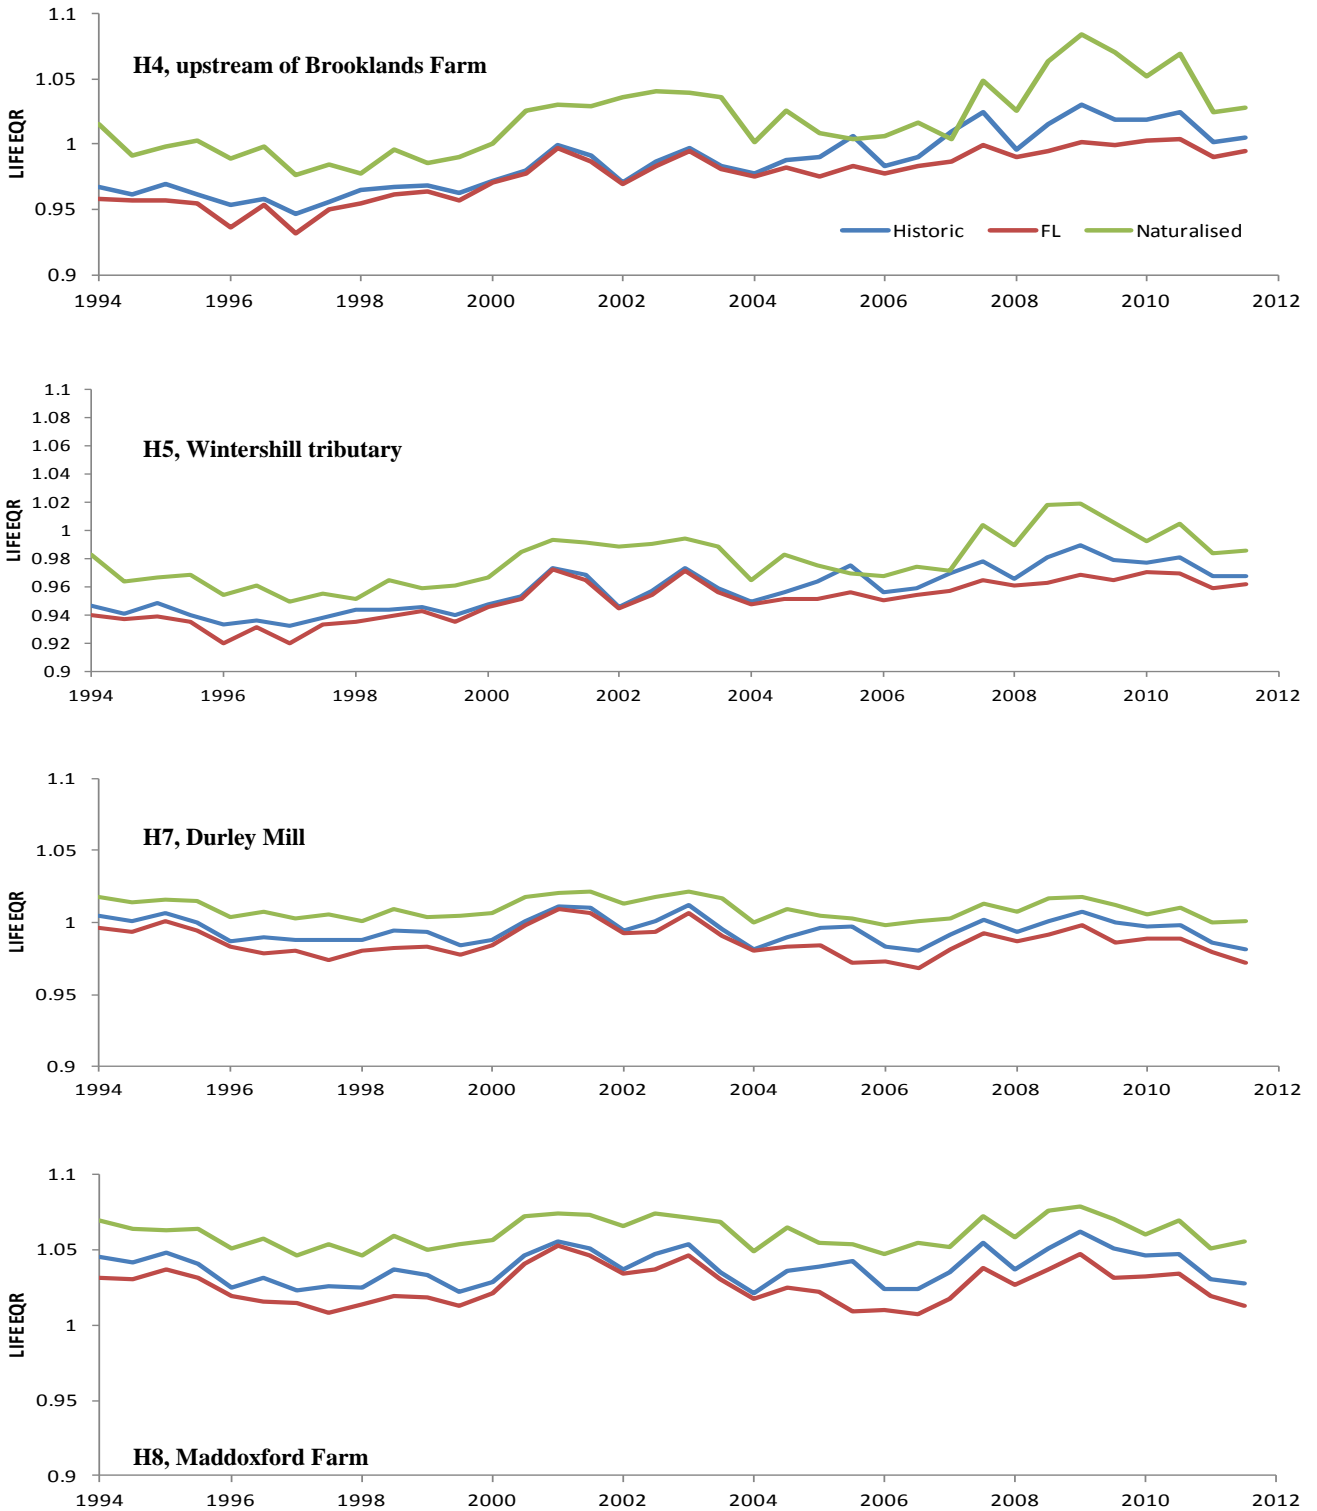 1.1
H4, upstream of Brooklands Farm
1.05
1
0.95
0.9
LIFE EQR
Historic FL Naturalised
1994 1996 1998 2000 2002 2004 2006 2008 2010 2012
1.1
1.08
1.06
1.04
1.02
1
0.98
0.96
0.94
0.92
0.9
H5, Wintershill tributary
LIFE EQR
1994 1996 1998 2000 2002 2004 2006 2008 2010 2012
1.1
1.05
1
0.95
0.9
H7, Durley Mill
LIFE EQR
1994 1996 1998 2000 2002 2004 2006 2008 2010 2012
1.1
1.05
1
0.95
0.9
LIFE EQR
H8, Maddoxford Farm
1994 1996 1998 2000 2002 2004 2006 2008 2010 2012